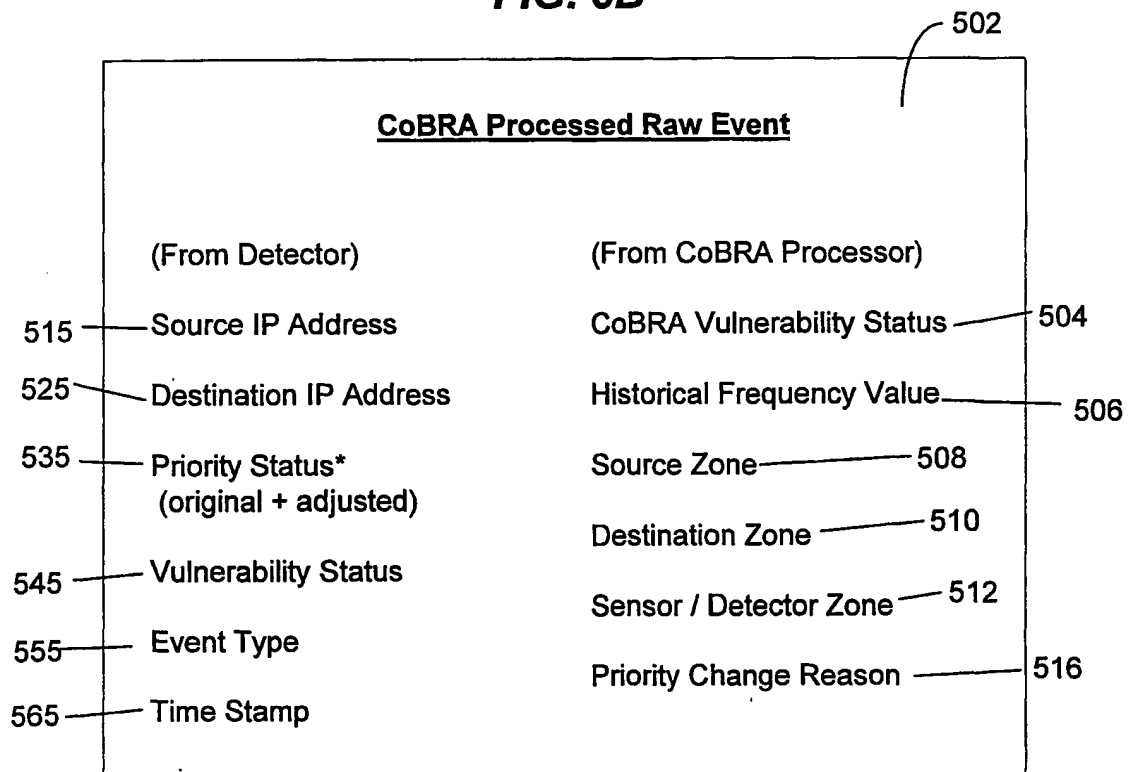 502
CoBRA Processed Raw Event
(From Detector)
(From CoBRA Processor)
515
Source IP Address
CoBRA Vulnerability Status
504
525
Destination IP Address
Historical Frequency Value
506
535
Priority Status*
(original + adjusted)
Source Zone
508
Destination Zone
510
545
Vulnerability Status
Sensor / Detector Zone
512
555
Event Type
Priority Change Reason
516
565
Time Stamp